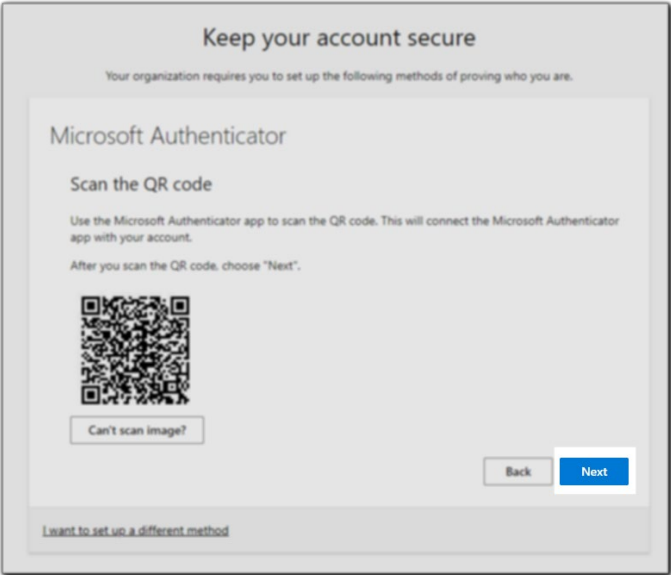 Keep your account secure
Your organization requires you to set up the following methods of proving who you are.
Microsoft Authenticator
Scan the QR code
Use the Microsoft Authenticator app to scan the QR code. This will connect the Microsoft Authenticator
app with your account.
After you scan the QR code, choose "Next".
Can't scan image?
Back
Next
I want to set up a different method